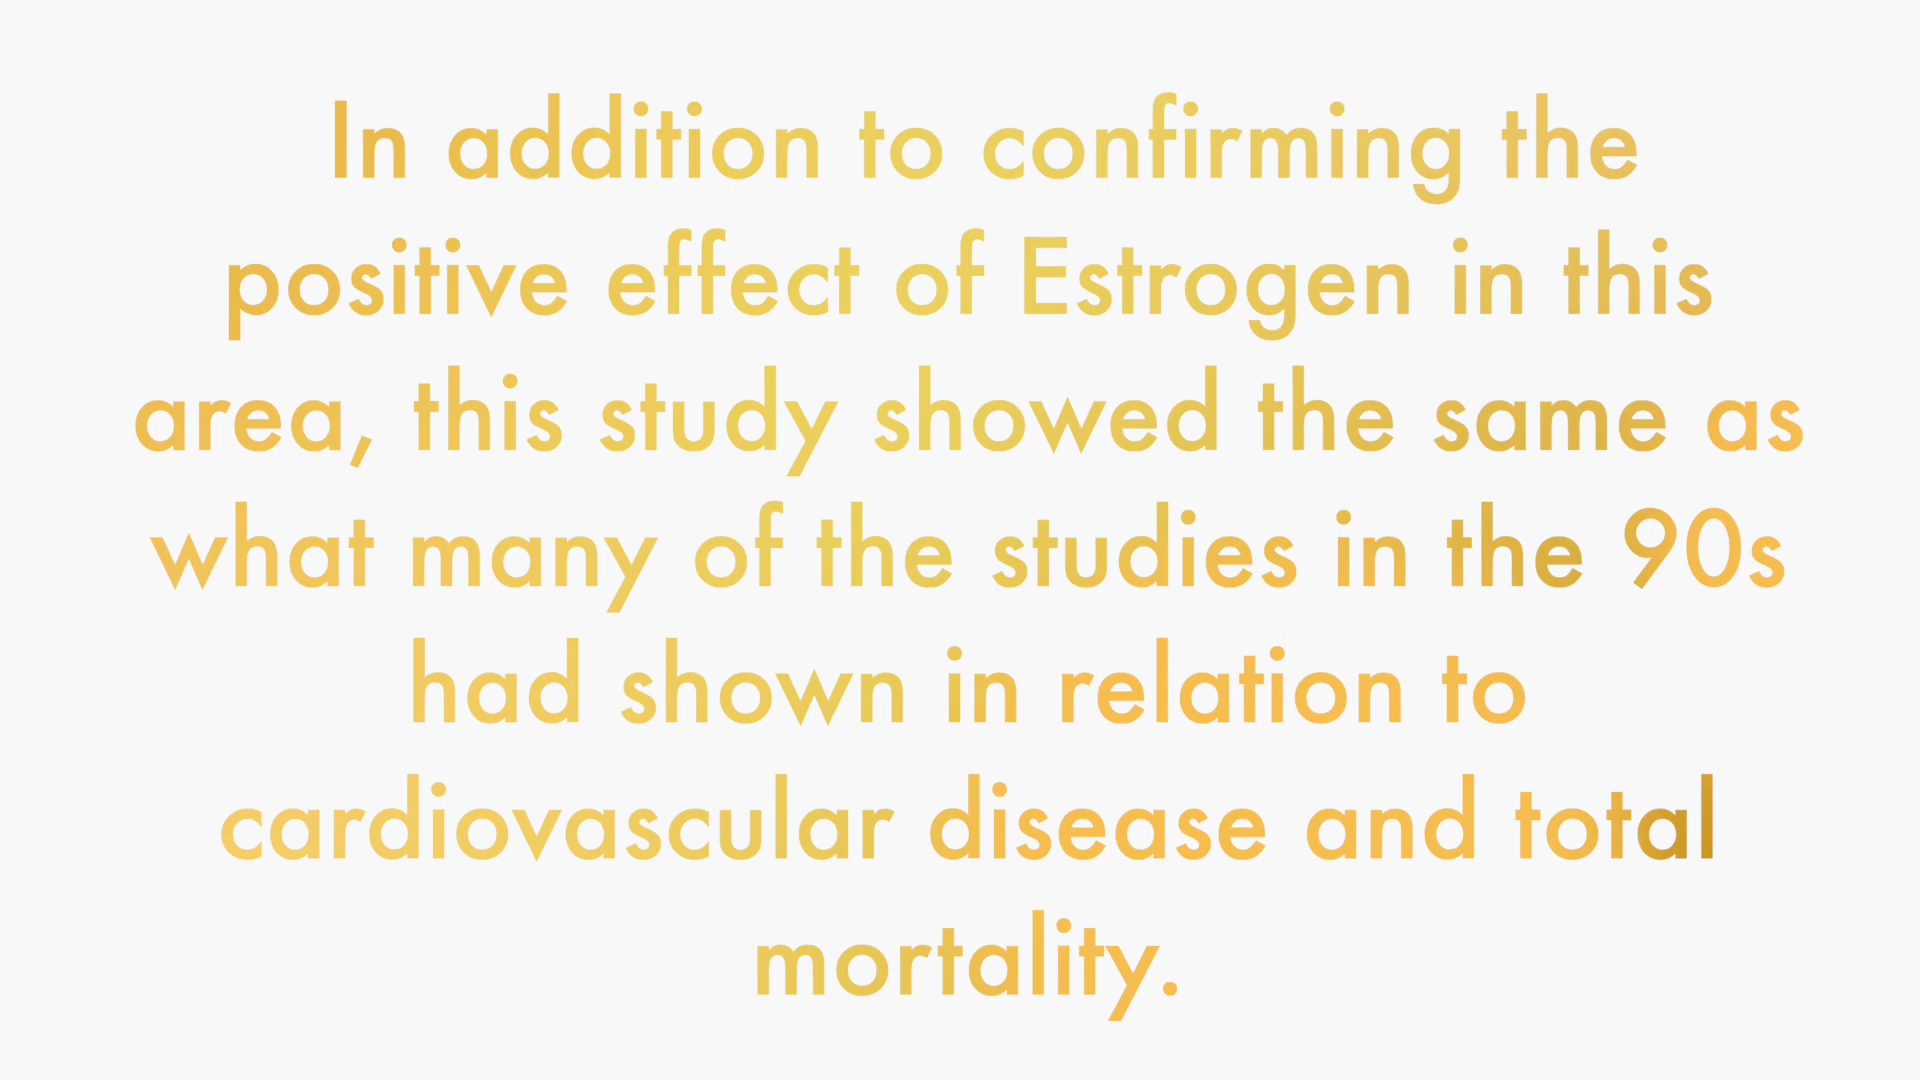 In addition to confirming the
positive effect of Estrogen in this
area, this study showed the same as
what many of the studies in the 90s
had shown in relation to
cardiovascular disease and total
mortality.